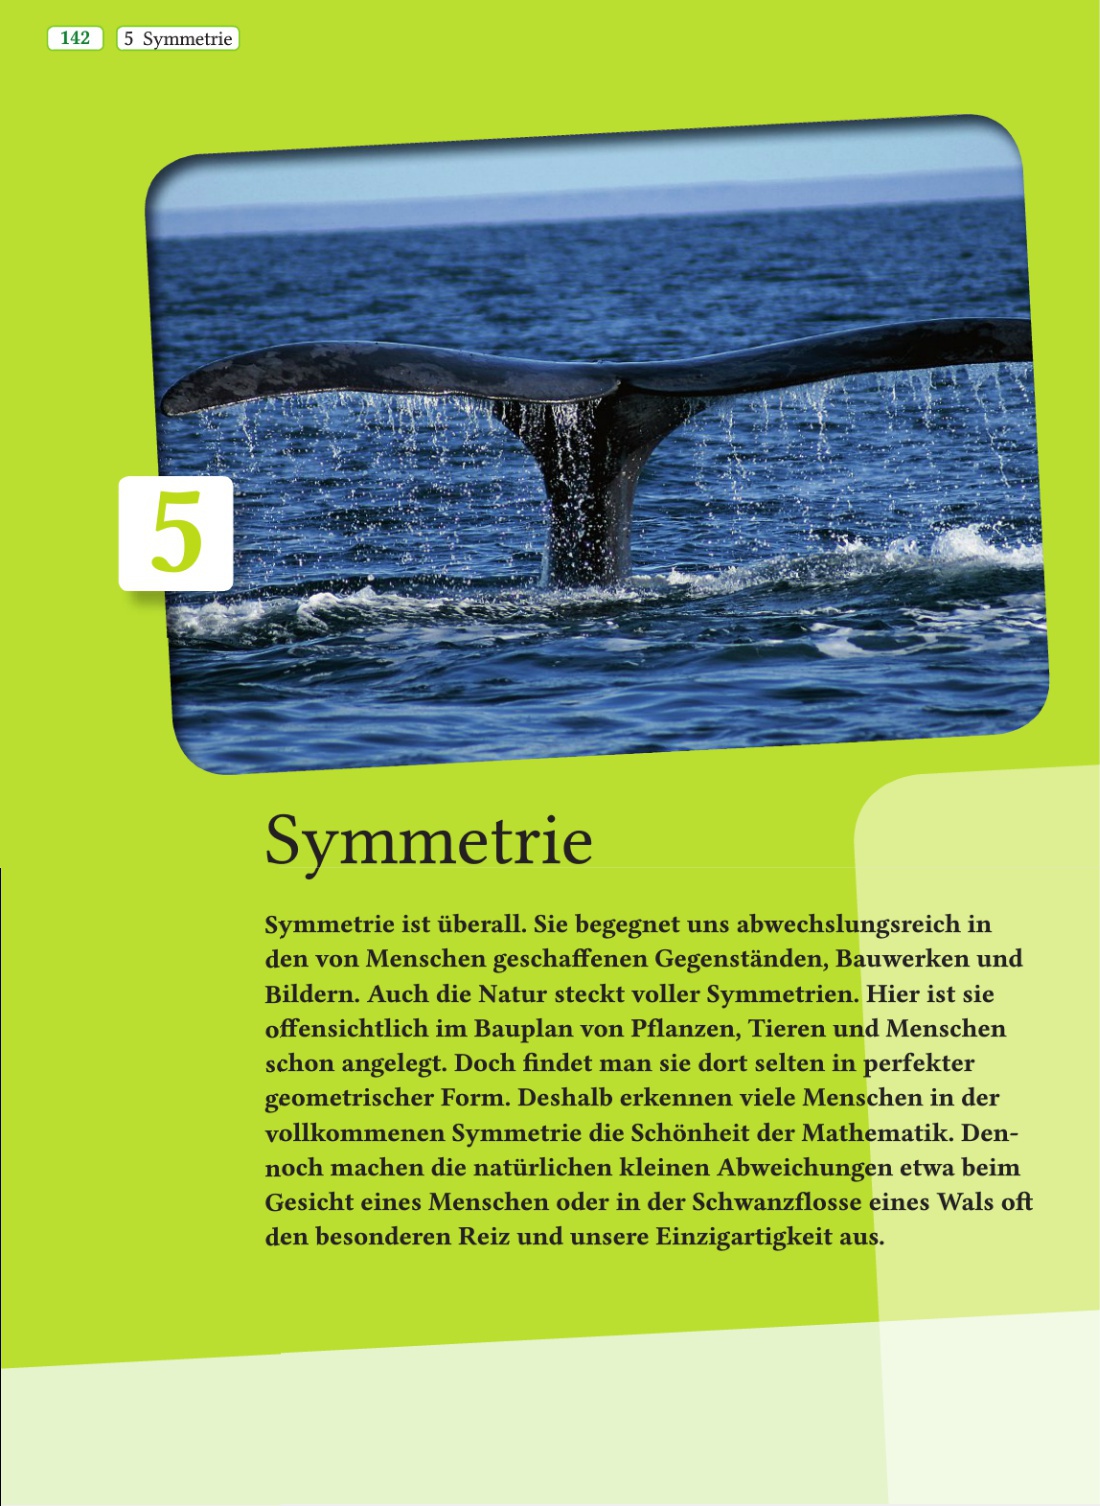 142 5 Symmetrie
5
Symmetrie
Symmetrie ist überall. Sie begegnet uns abwechslungsreich in
den von Menschen geschaffenen Gegenständen, Bauwerken und
Bildern. Auch die Natur steckt voller Symmetrien. Hier ist sie
offensichtlich im Bauplan von Pflanzen, Tieren und Menschen
schon angelegt. Doch findet man sie dort selten in perfekter
geometrischer Form. Deshalb erkennen viele Menschen in der
vollkommenen Symmetrie die Schönheit der Mathematik. Den-
noch machen die natürlichen kleinen Abweichungen etwa beim
Gesicht eines Menschen oder in der Schwanzflosse eines Wals oft
den besonderen Reiz und unsere Einzigartigkeit aus.